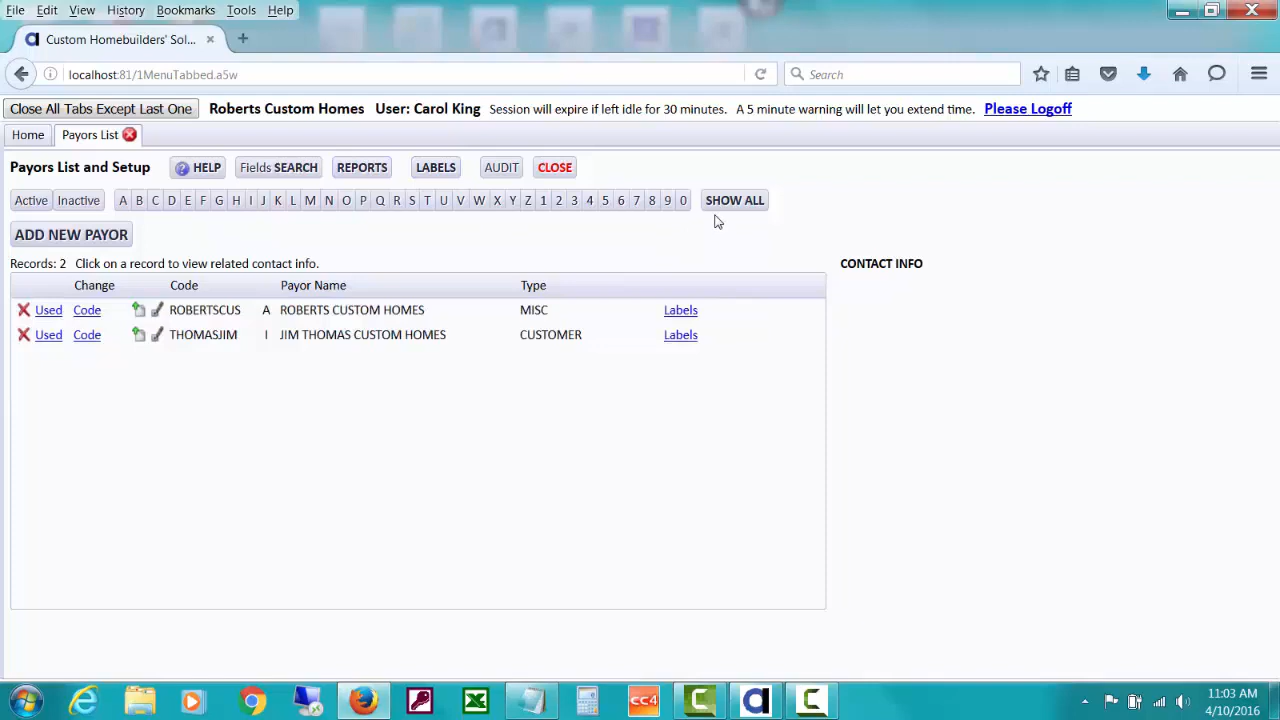 File Edit View History Bookmarks Tools Help
Custom Homebuilders' Sol...
localhost:81/1MenuTabbed.a5w Search
Close All Tabs Except Last One Roberts Custom Homes User: Carol King Session will expire if left idle for 30 minutes. A 5 minute warning will let you extend time. Please Logoff
Home Payors List
Payors List and Setup HELP Fields SEARCH REPORTS LABELS AUDIT CLOSE
Active Inactive A B C D E F G H I J K L M N O P Q R S T U V W X Y Z 1 2 3 4 5 6 7 8 9 0 SHOW ALL
ADD NEW PAYOR
Records: 2 Click on a record to view related contact info. CONTACT INFO
Change Code Payor Name Type
Used Code ROBERTSCUS A ROBERTS CUSTOM HOMES MISC Labels
Used Code THOMASJIM I JIM THOMAS CUSTOM HOMES CUSTOMER Labels
CC4
11:03 AM
4/10/2016